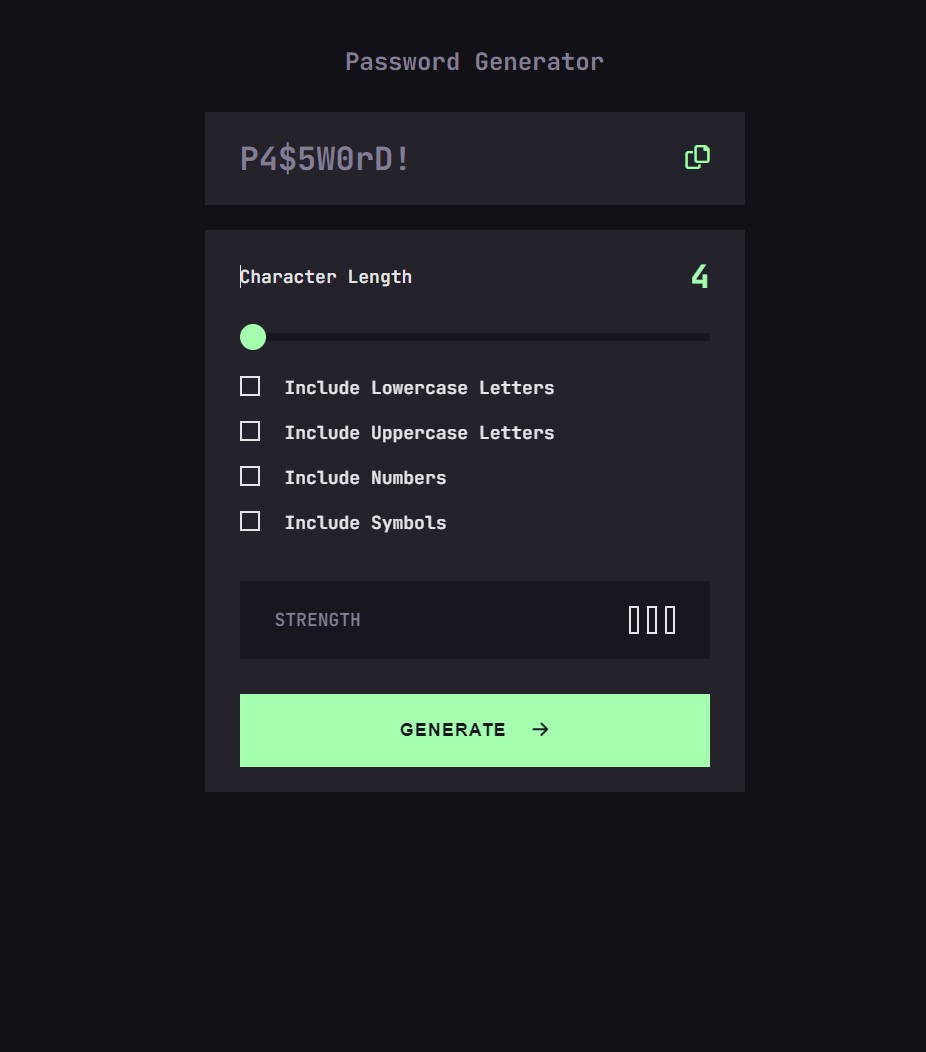 Password Generator
P4$5W0rD!
Character Length
4
Include Lowercase Letters
Include Uppercase Letters
Include Numbers
Include Symbols
STRENGTH
GENERATE